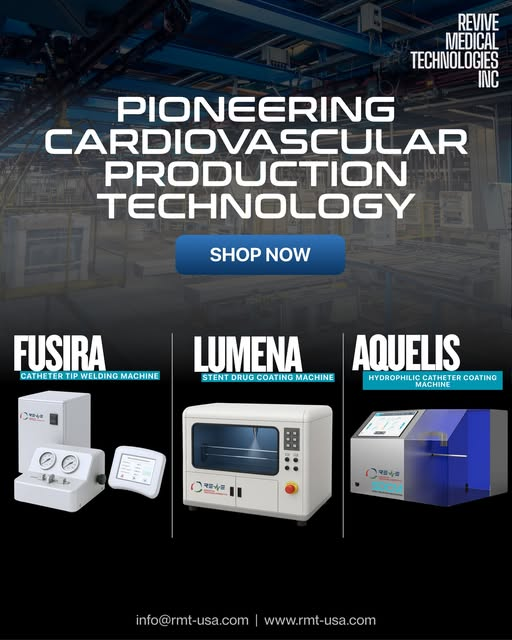 REVIVE
MEDICAL
TECHNOLOGIES
INC
PIONEERING
CARDIOVASCULAR
PRODUCTION
TECHNOLOGY
SHOP NOW
FUSIRA
CATHETER TIP WELDING MACHINE
LUMENA
STENT DRUG COATING MACHINE
AQUELIS
HYDROPHILIC CATHETER COATING
MACHINE
info@rmt-usa.com | www.rmt-usa.com